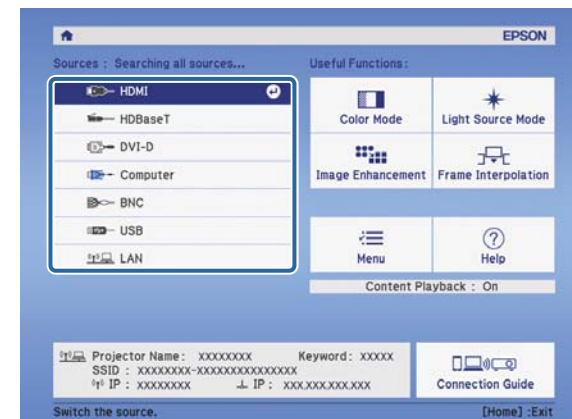 EPSON
Sources : Searching all sources...
Useful Functions :
HDMI
HDBaseT
DVI-D
Computer
BNC
USB
LAN
Color Mode
Light Source Mode
Image Enhancement
Frame Interpolation
Menu
Help
Content Playback : On
Projector Name : XXXXXXXX Keyword : XXXXX
SSID : XXXXXXXX-XXXXXXXXXXXXXXX
IP : XXXXXXXX IP : XXX.XXX.XXX.XXX
Connection Guide
Switch the source.
[Home] :Exit